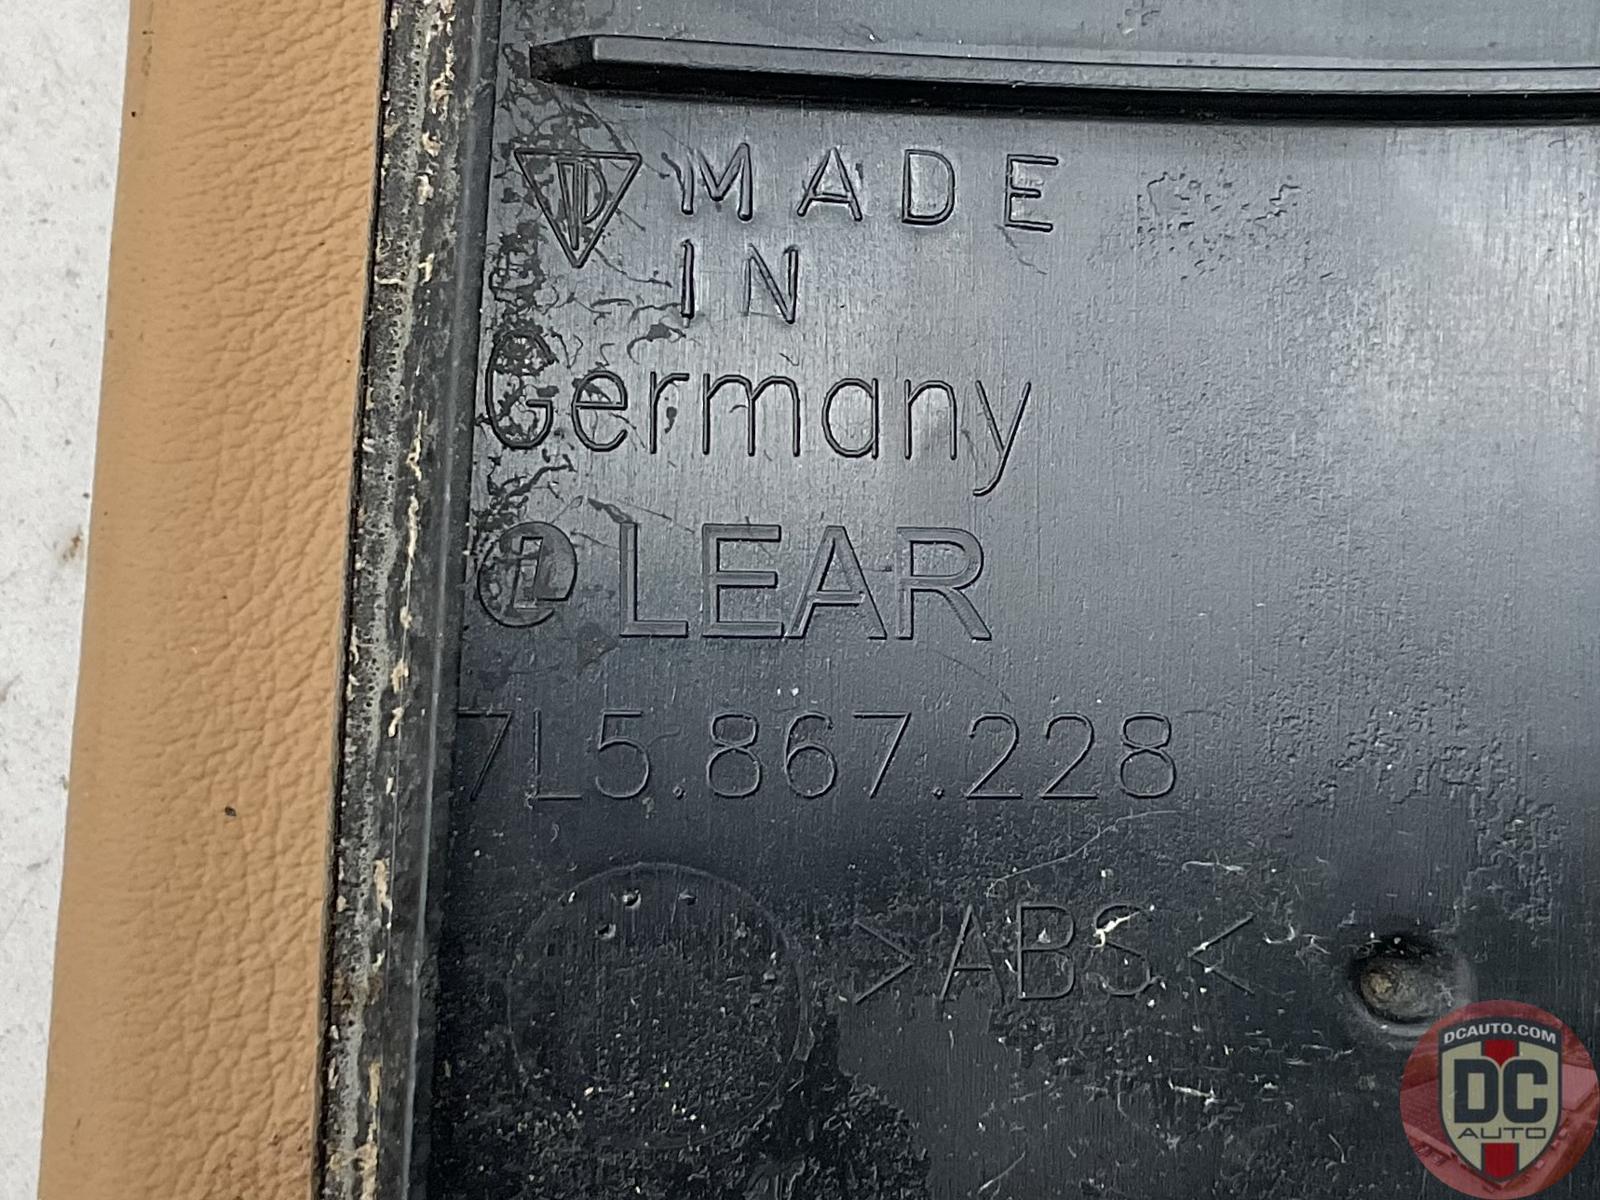 MADE
IN
Germany
LEAR
7L5.867.228
>ABS<
DCAUTO.COM
DC
AUTO